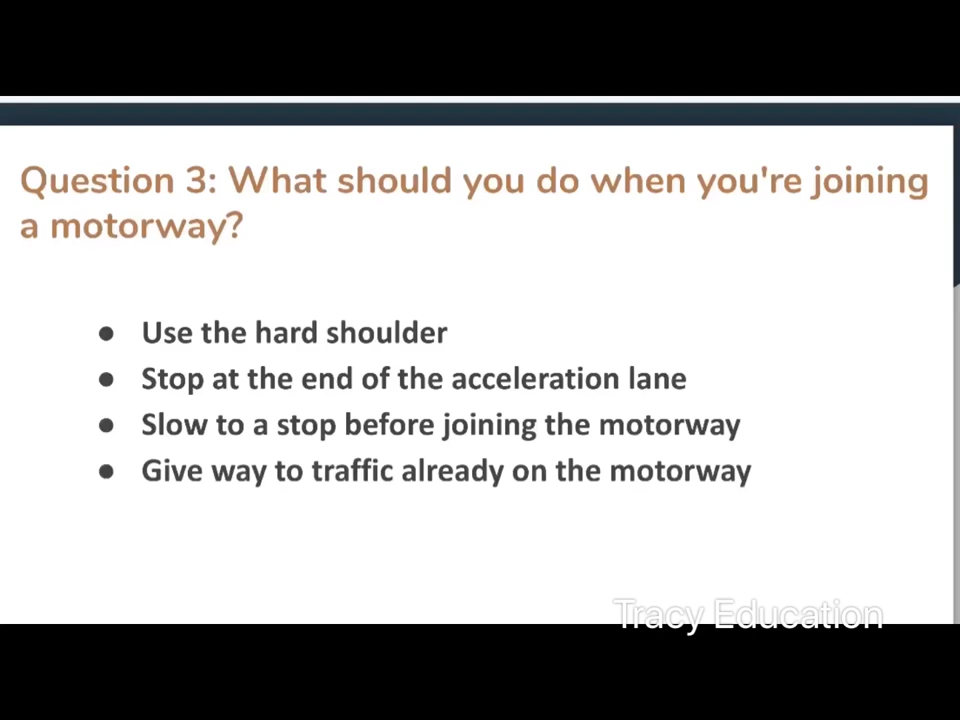 Question 3: What should you do when you're joining
a motorway?
● Use the hard shoulder
● Stop at the end of the acceleration lane
● Slow to a stop before joining the motorway
● Give way to traffic already on the motorway
Tracy Education